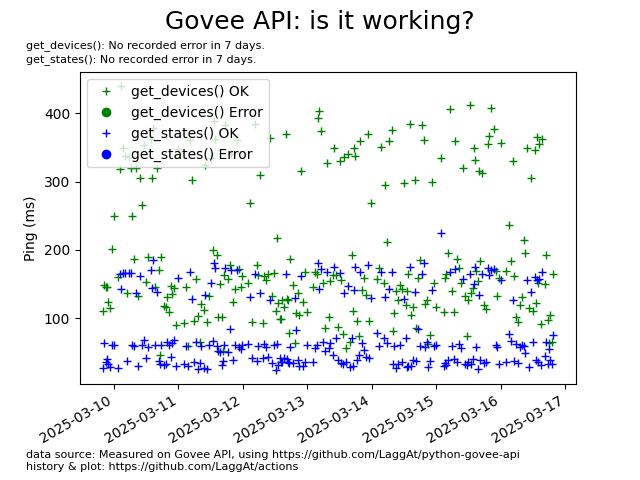 Govee API: is it working?
get_devices(): No recorded error in 7 days.
get_states(): No recorded error in 7 days.
get_devices() OK
get_devices() Error
get_states() OK
get_states() Error
Ping (ms)
400
300
200
100
2025-03-10
2025-03-11
2025-03-12
2025-03-13
2025-03-14
2025-03-15
2025-03-16
2025-03-17
data source: Measured on Govee API, using https://github.com/LaggAt/python-govee-api
history & plot: https://github.com/LaggAt/actions